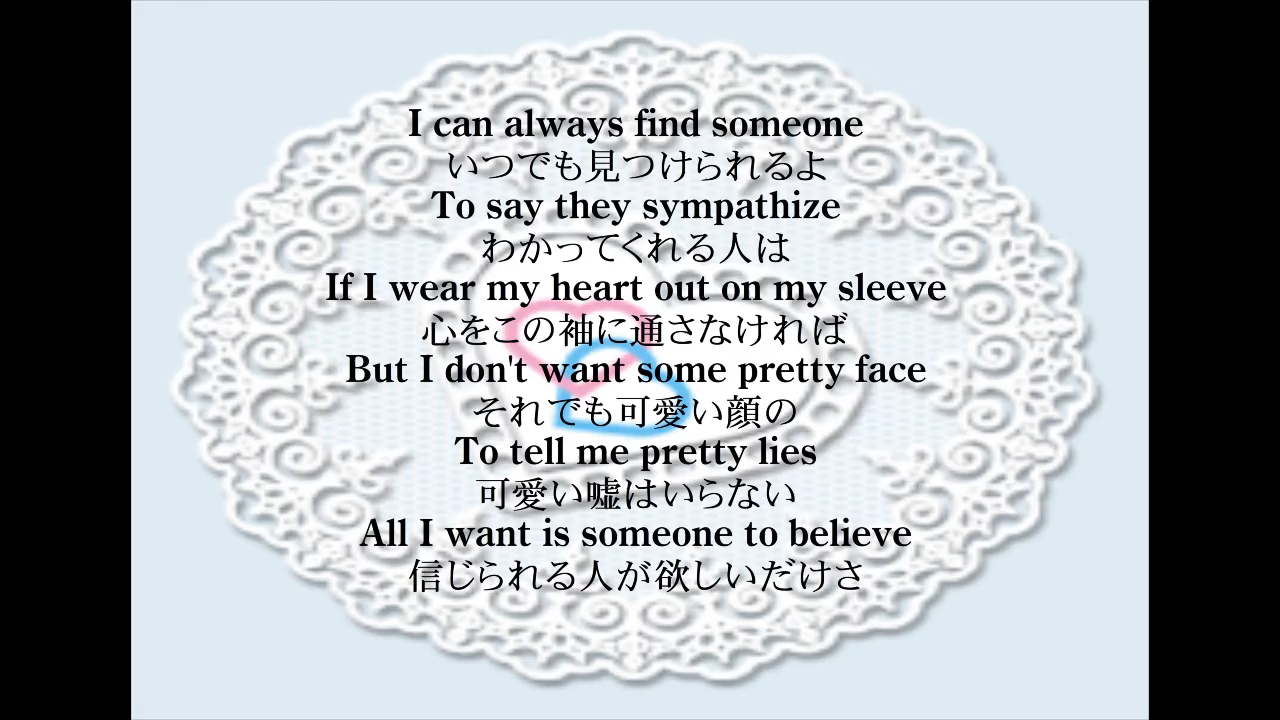 I can always find someone
いつでも見つけられるよ
To say they sympathize
わかってくれる人は
If I wear my heart out on my sleeve
心をこの袖に通さなければ
But I don't want some pretty face
それでも可愛い顔の
To tell me pretty lies
可愛い嘘はいらない
All I want is someone to believe
信じられる人が欲しいだけさ